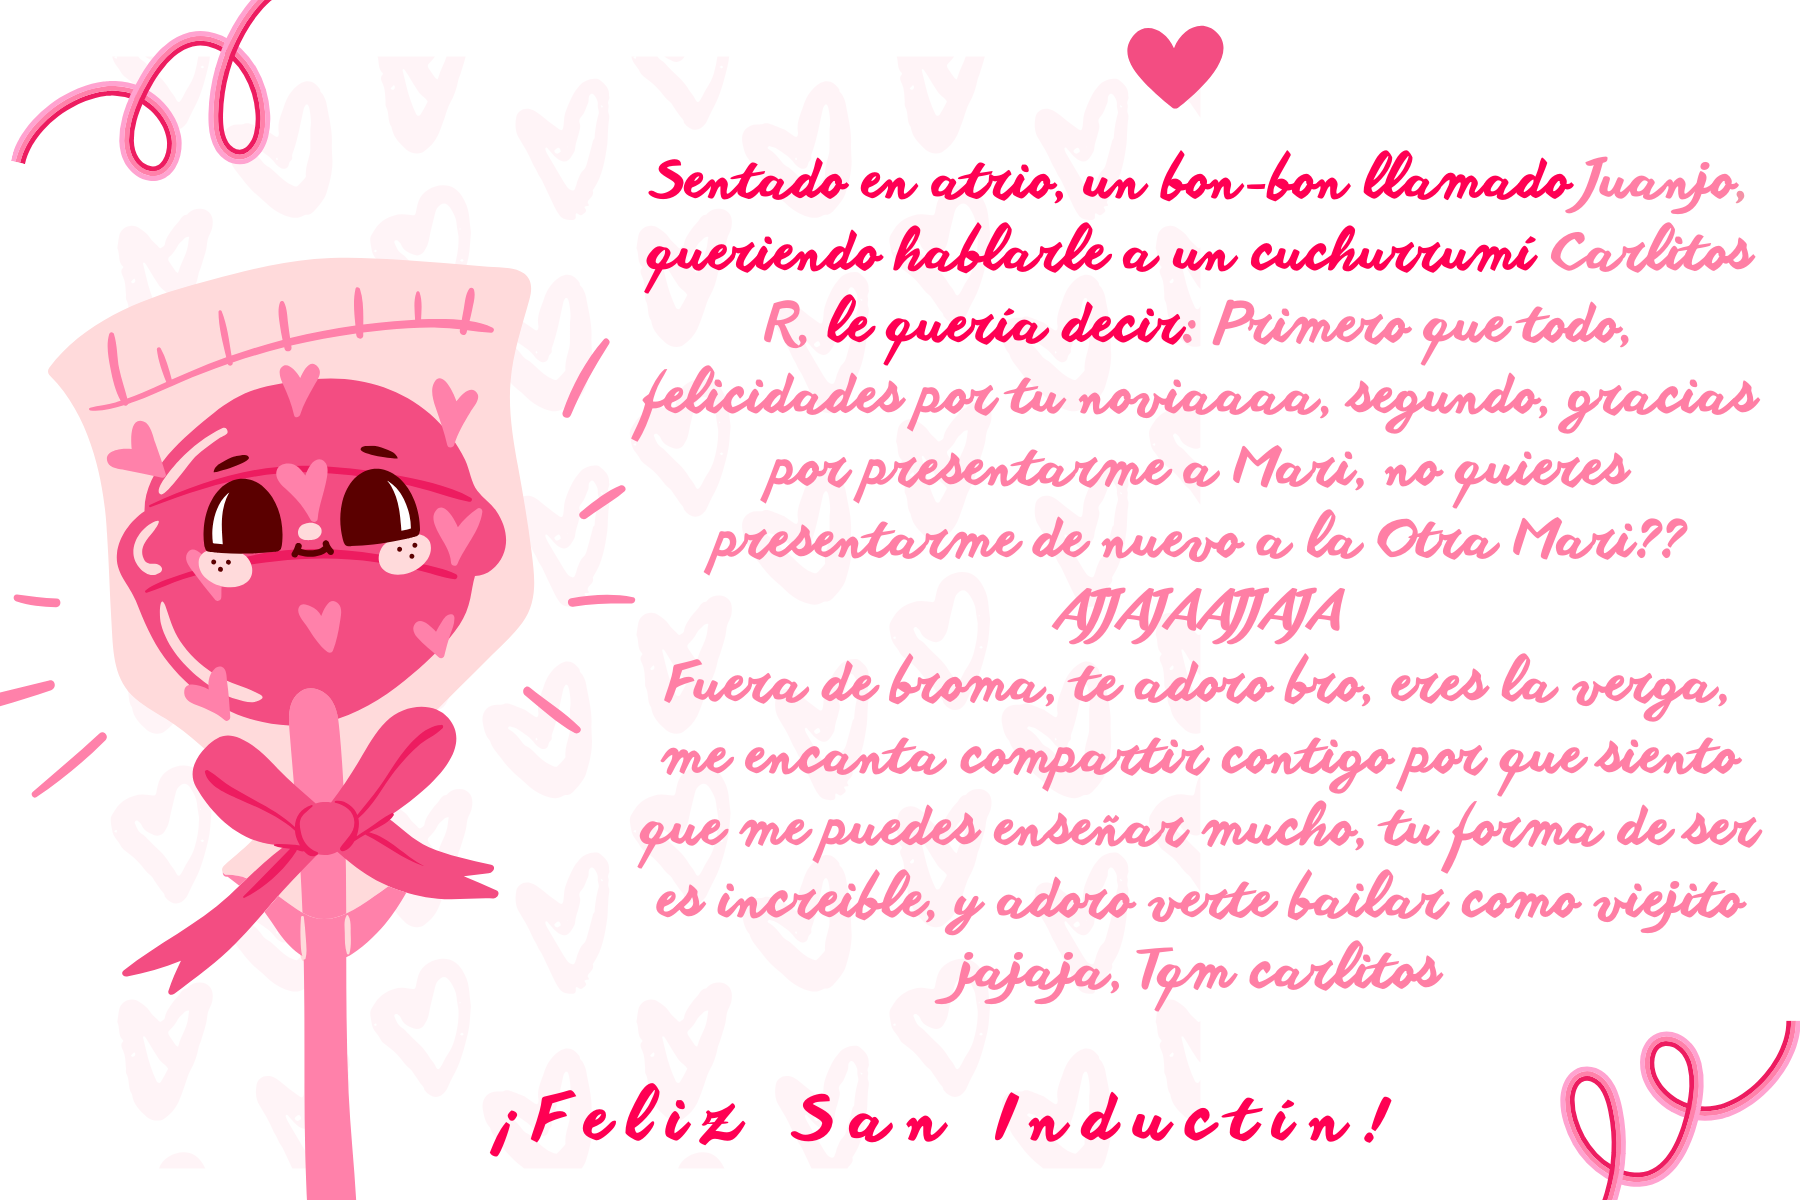 Sentado en atrio, un bon-bon llamado Juanjo,
queriendo hablarle a un cuchurrumí Carlitos
R, le quería decir: Primero que todo,
felicidades por tu noviaaaa, segundo, gracias
por presentarme a Mari, no quieres
presentarme de nuevo a la Otra Mari??
AJJAJAAJJAJA
Fuera de broma, te adoro bro, eres la verga,
me encanta compartir contigo por que siento
que me puedes enseñar mucho, tu forma de ser
es increible, y adoro verte bailar como viejito
jajaja, Tqm carlitos
¡Feliz San Inductín!